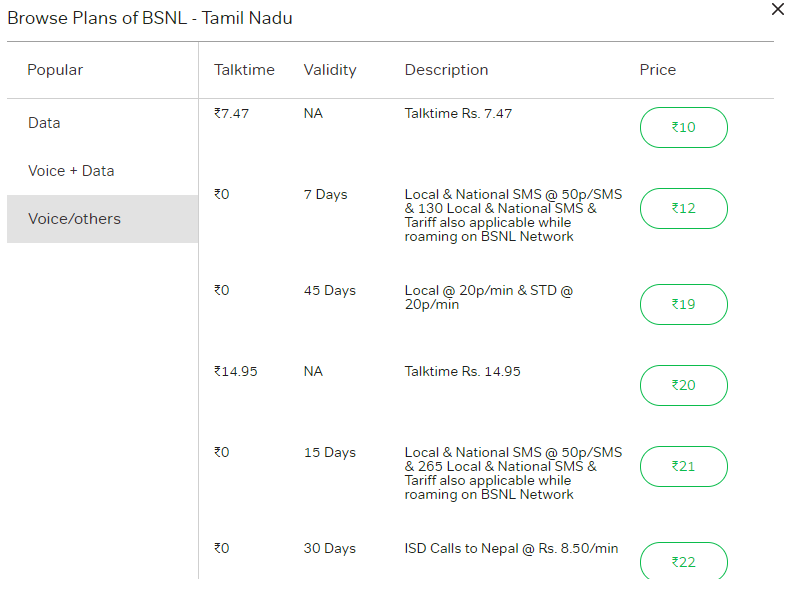 Browse Plans of BSNL - Tamil Nadu
Popular
Talktime
Validity
Description
Price
Data
Voice + Data
Voice/others
₹7.47
NA
Talktime Rs. 7.47
₹10
₹0
7 Days
Local & National SMS @ 50p/SMS
& 130 Local & National SMS &
Tariff also applicable while
roaming on BSNL Network
₹12
₹0
45 Days
Local @ 20p/min & STD @
20p/min
₹19
₹14.95
NA
Talktime Rs. 14.95
₹20
₹0
15 Days
Local & National SMS @ 50p/SMS
& 265 Local & National SMS &
Tariff also applicable while
roaming on BSNL Network
₹21
₹0
30 Days
ISD Calls to Nepal @ Rs. 8.50/min
₹22